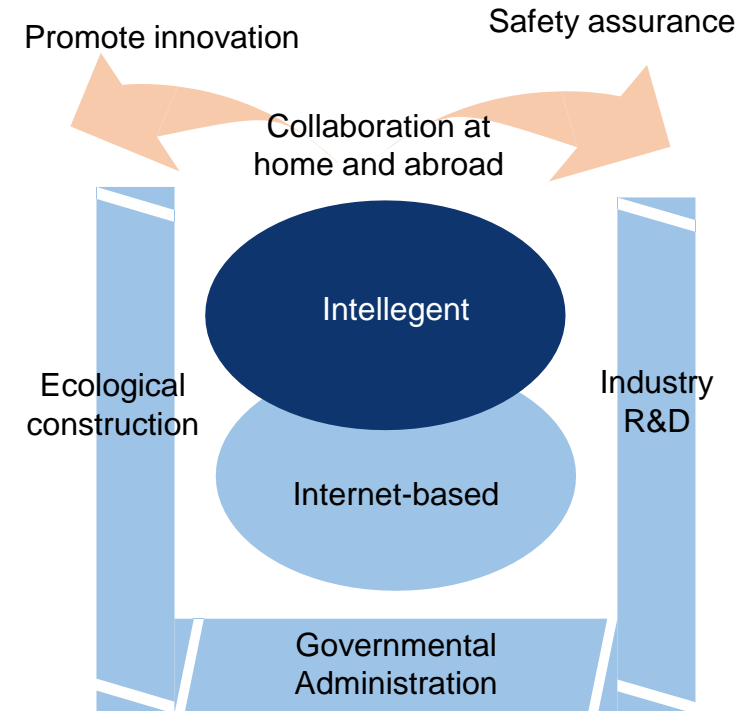 Promote innovation
Safety assurance
Collaboration at
home and abroad
Intellegent
Ecological
construction
Industry
R&D
Internet-based
Governmental
Administration